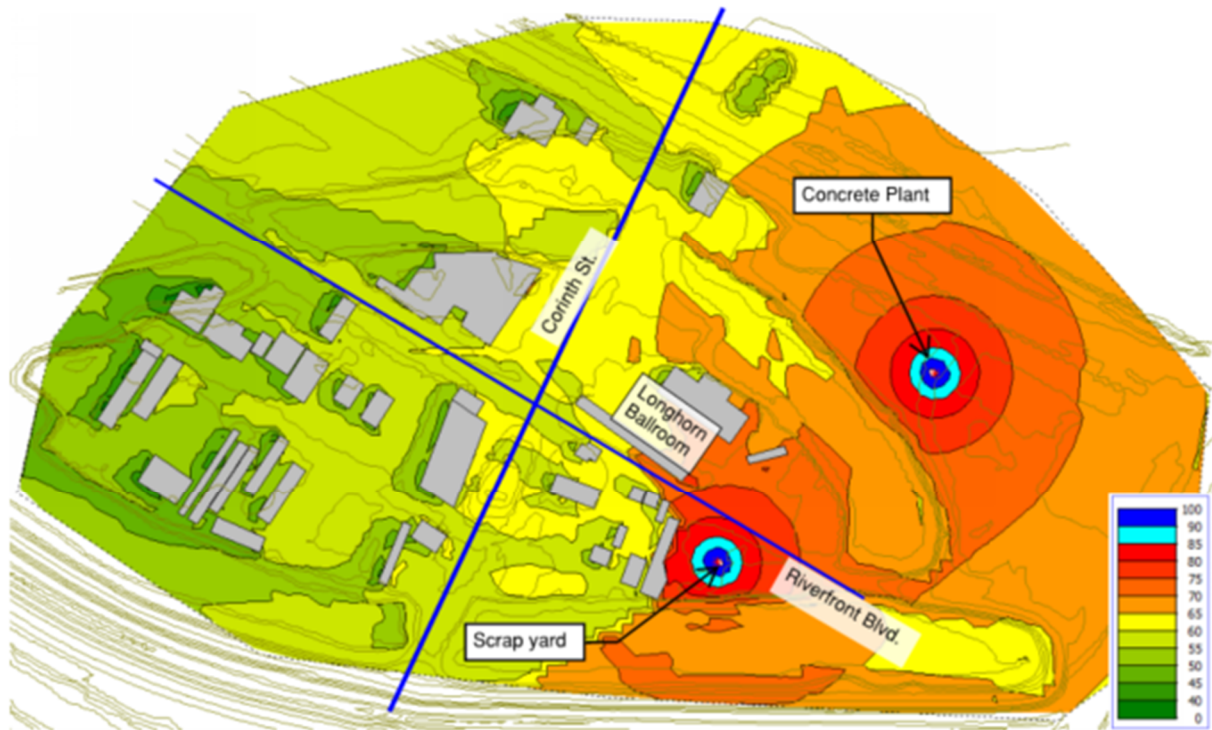 Concrete Plant
Corinth St.
Longhorn
Ballroom
Riverfront Blvd.
Scrap yard
100
90
85
80
75
70
65
60
55
50
45
40
0